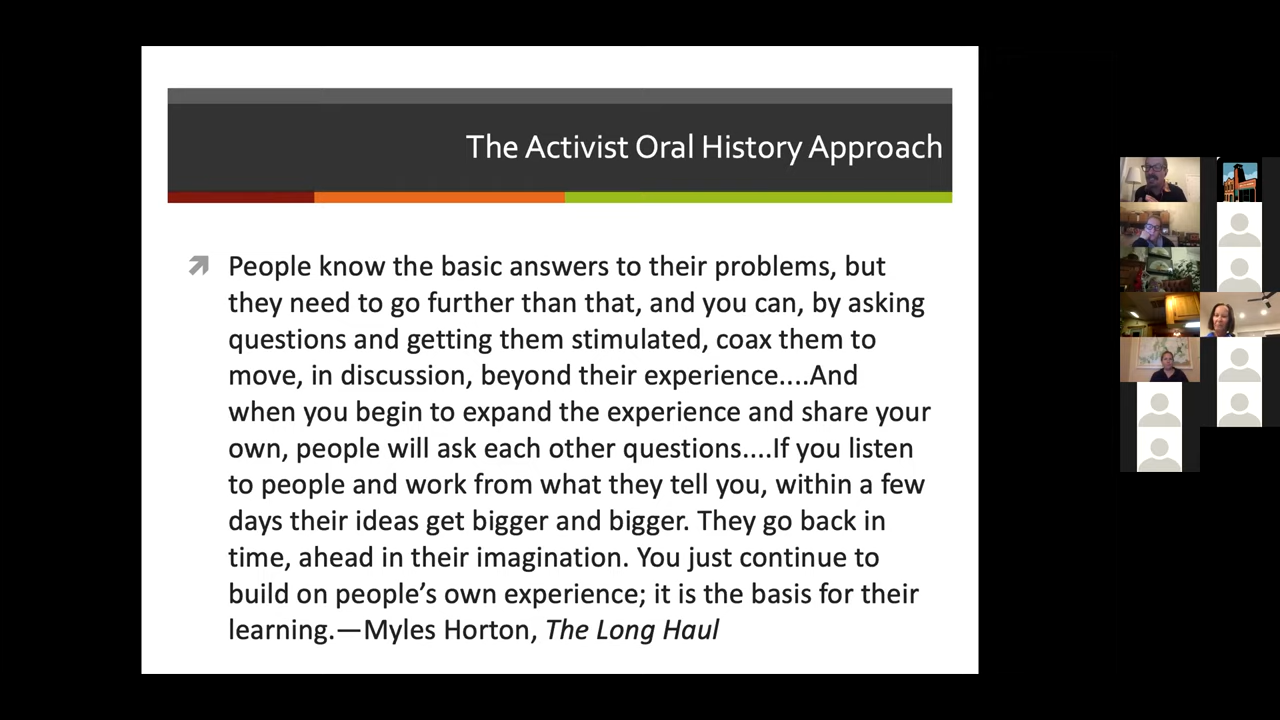 The Activist Oral History Approach
People know the basic answers to their problems, but
they need to go further than that, and you can, by asking
questions and getting them stimulated, coax them to
move, in discussion, beyond their experience....And
when you begin to expand the experience and share your
own, people will ask each other questions....If you listen
to people and work from what they tell you, within a few
days their ideas get bigger and bigger. They go back in
time, ahead in their imagination. You just continue to
build on people’s own experience; it is the basis for their
learning.—Myles Horton, The Long Haul